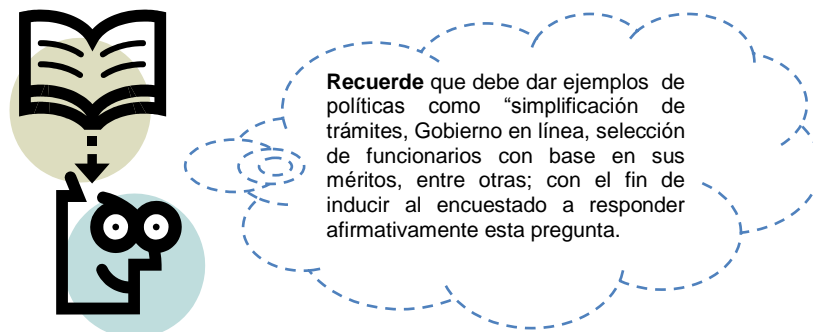 Recuerde que debe dar ejemplos de
políticas como “simplificación de
trámites, Gobierno en línea, selección
de funcionarios con base en sus
méritos, entre otras; con el fin de
inducir al encuestado a responder
afirmativamente esta pregunta.